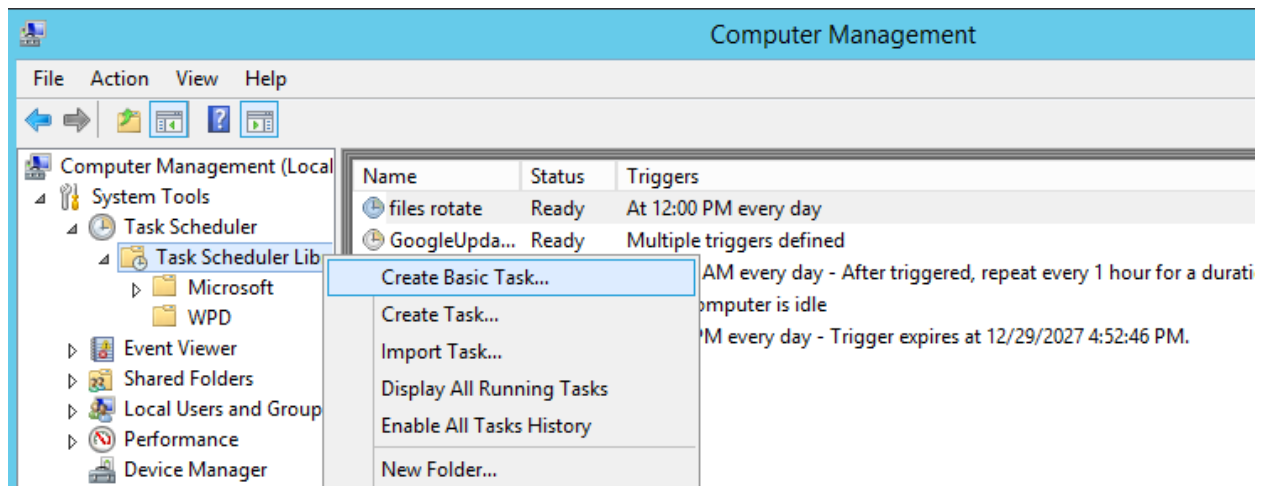 Computer Management
File Action View Help
Computer Management (Local
System Tools
Task Scheduler
Task Scheduler Lib
Microsoft
WPD
Event Viewer
Shared Folders
Local Users and Group
Performance
Device Manager
Name Status Triggers
files rotate Ready At 12:00 PM every day
GoogleUpda... Ready Multiple triggers defined
AM every day - After triggered, repeat every 1 hour for a durati
omputer is idle
PM every day - Trigger expires at 12/29/2027 4:52:46 PM.
Create Basic Task...
Create Task...
Import Task...
Display All Running Tasks
Enable All Tasks History
New Folder...